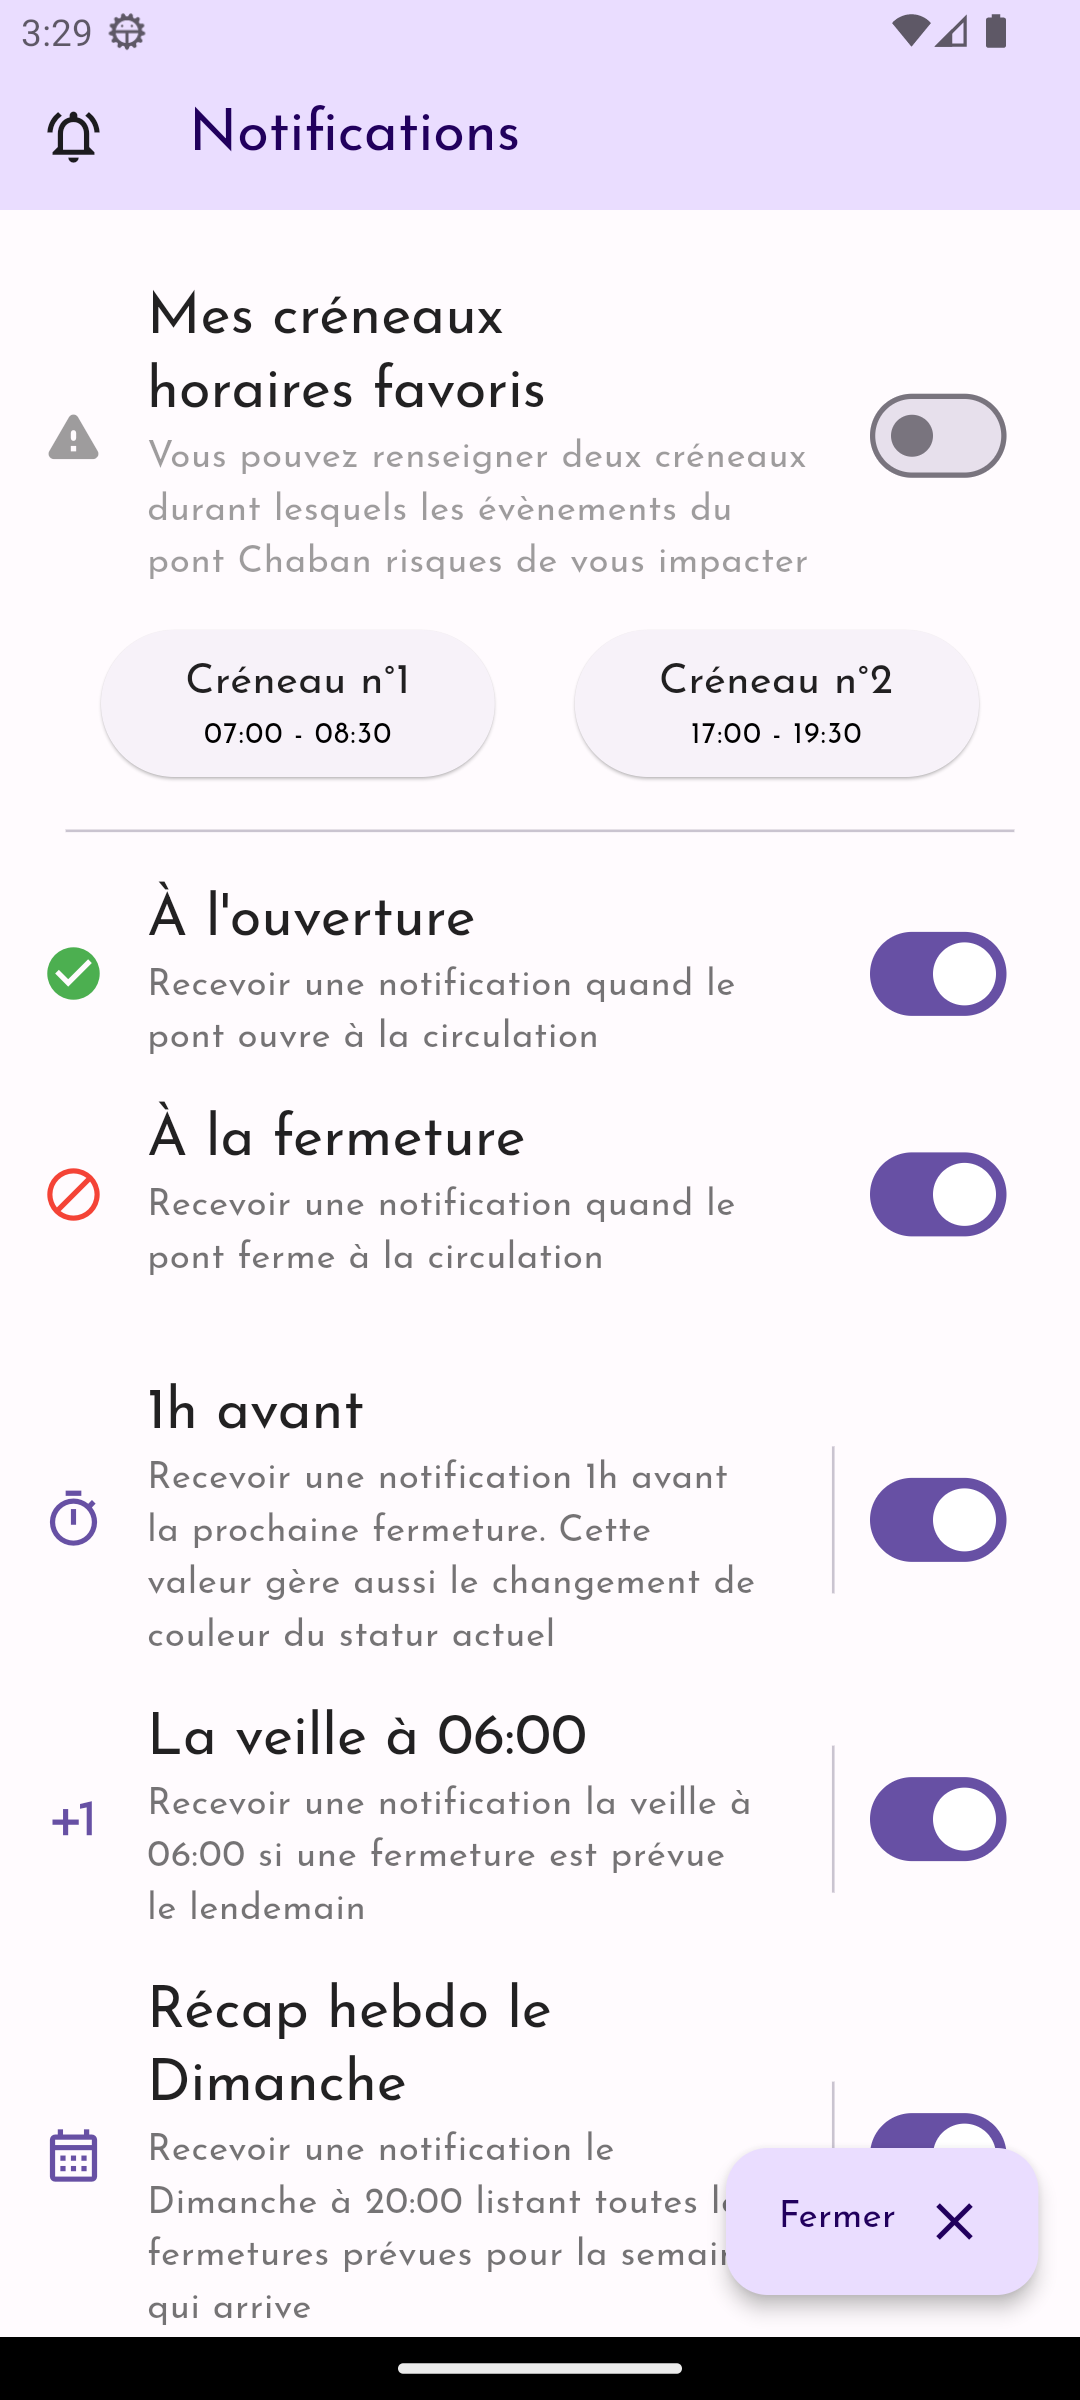 3:29
Notifications
Mes créneaux
horaires favoris
Vous pouvez renseigner deux créneaux
durant lesquels les évènements du
pont Chaban risques de vous impacter
Créneau n°1
07:00 - 08:30
Créneau n°2
17:00 - 19:30
À l'ouverture
Recevoir une notification quand le
pont ouvre à la circulation
À la fermeture
Recevoir une notification quand le
pont ferme à la circulation
1h avant
Recevoir une notification 1h avant
la prochaine fermeture. Cette
valeur gère aussi le changement de
couleur du statur actuel
La veille à 06:00
+1
Recevoir une notification la veille à
06:00 si une fermeture est prévue
le lendemain
Récap hebdo le
Dimanche
Recevoir une notification le
Dimanche à 20:00 listant toutes
fermetures prévues pour la
qui arrive
Fermer